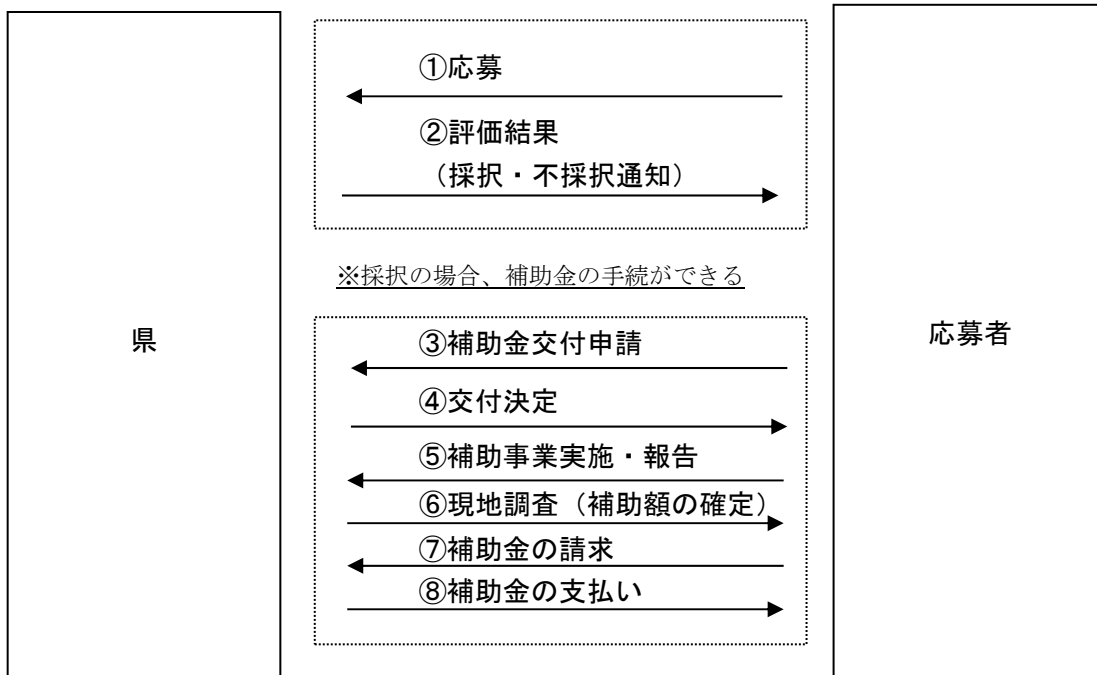 ①応募
②評価結果
（採択・不採択通知）
※採択の場合、補助金の手続ができる
県
応募者
③補助金交付申請
④交付決定
⑤補助事業実施・報告
⑥現地調査（補助額の確定）
⑦補助金の請求
⑧補助金の支払い